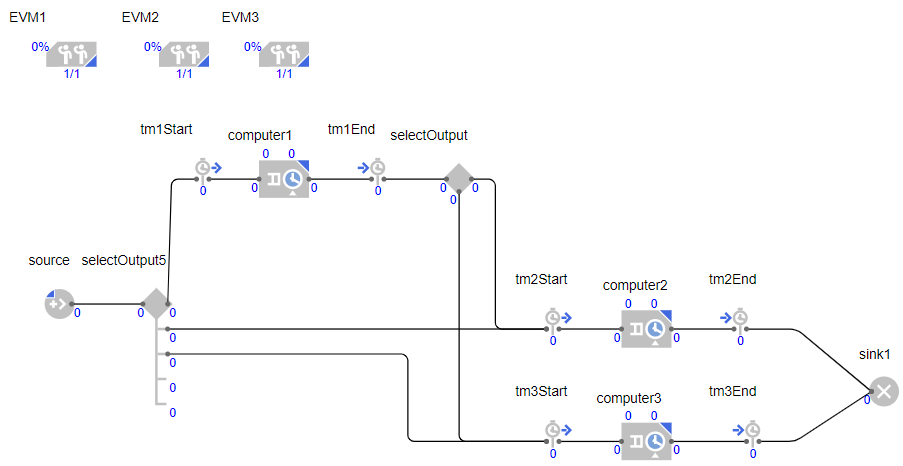 EVM1 EVM2 EVM3
0% 0% 0%
1/1 1/1 1/1
tm1Start computer1 tm1End selectOutput
0 0
0 0 0 0 0 0
0
source selectOutput5
0 0 0
0
0
0
0
tm2Start computer2 tm2End
0 0
0 0 0 0
sink1
0
tm3Start computer3 tm3End
0 0
0 0 0 0